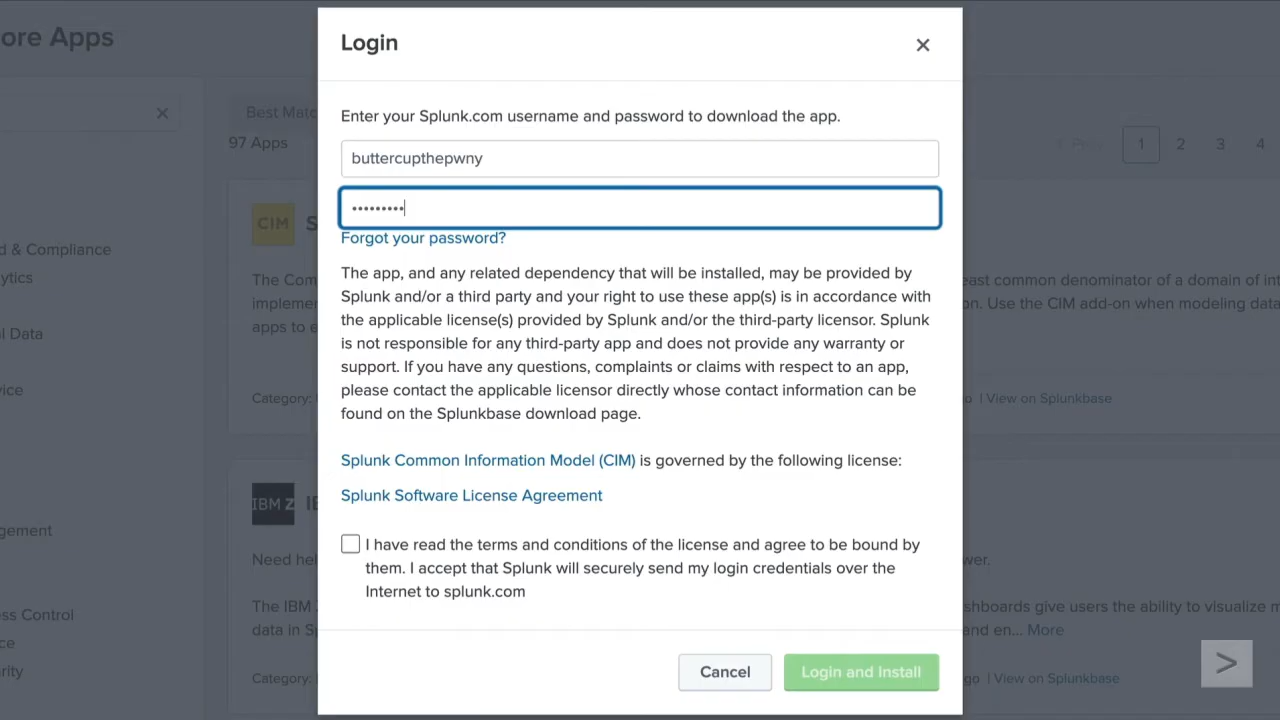 ore Apps
Login
Enter your Splunk.com username and password to download the app.
Best Matc
97 Apps
1 2 3 4
buttercupthepwny
•••••••••
Forgot your password?
CIM S
d & Compliance
ytics
l Data
vice
The app, and any related dependency that will be installed, may be provided by
Splunk and/or a third party and your right to use these app(s) is in accordance with
the applicable license(s) provided by Splunk and/or the third-party licensor. Splunk
is not responsible for any third-party app and does not provide any warranty or
support. If you have any questions, complaints or claims with respect to an app,
please contact the applicable licensor directly whose contact information can be
found on the Splunkbase download page.
The Com
implemen
apps to e
east common denominator of a domain of int
on. Use the CIM add-on when modeling data
Category:
o | View on Splunkbase
Splunk Common Information Model (CIM) is governed by the following license:
Splunk Software License Agreement
IBM Z IB
gement
Need hel
wer.
I have read the terms and conditions of the license and agree to be bound by
them. I accept that Splunk will securely send my login credentials over the
Internet to splunk.com
The IBM Z
data in Sp
shboards give users the ability to visualize m
and en... More
ess Control
ce
rity
Category:
go | View on Splunkbase
Cancel
Login and Install
>